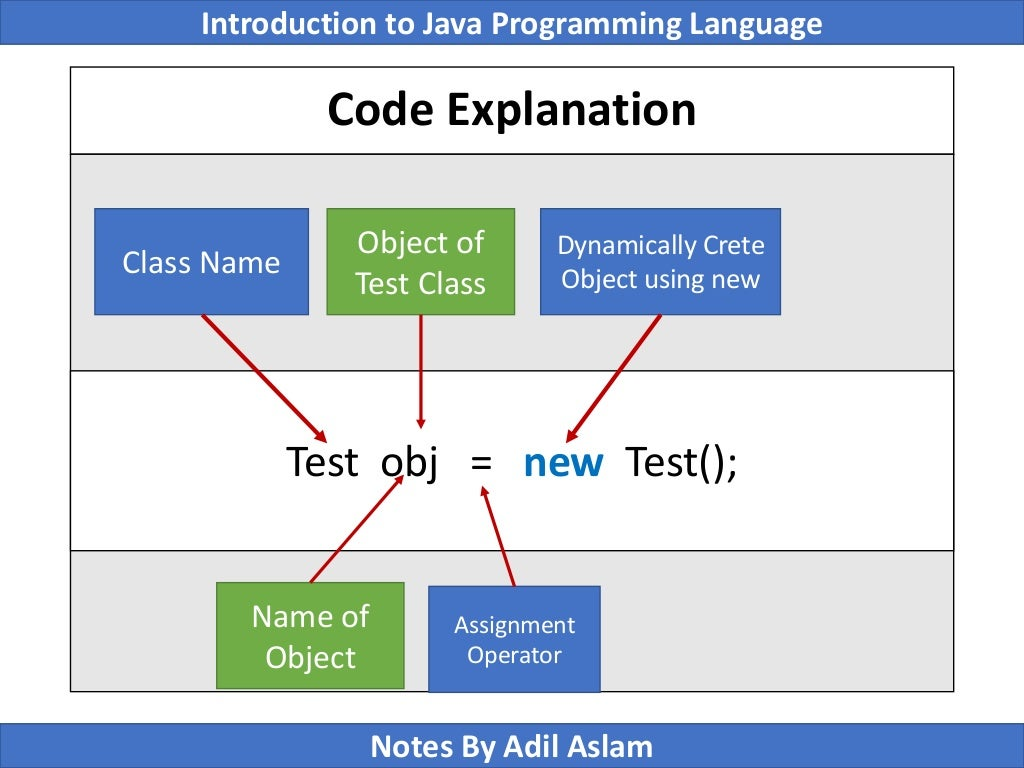 Introduction to Java Programming Language
Code Explanation
Class Name
Object of
Test Class
Dynamically Crete
Object using new
Test obj = new Test();
Name of
Object
Assignment
Operator
Notes By Adil Aslam